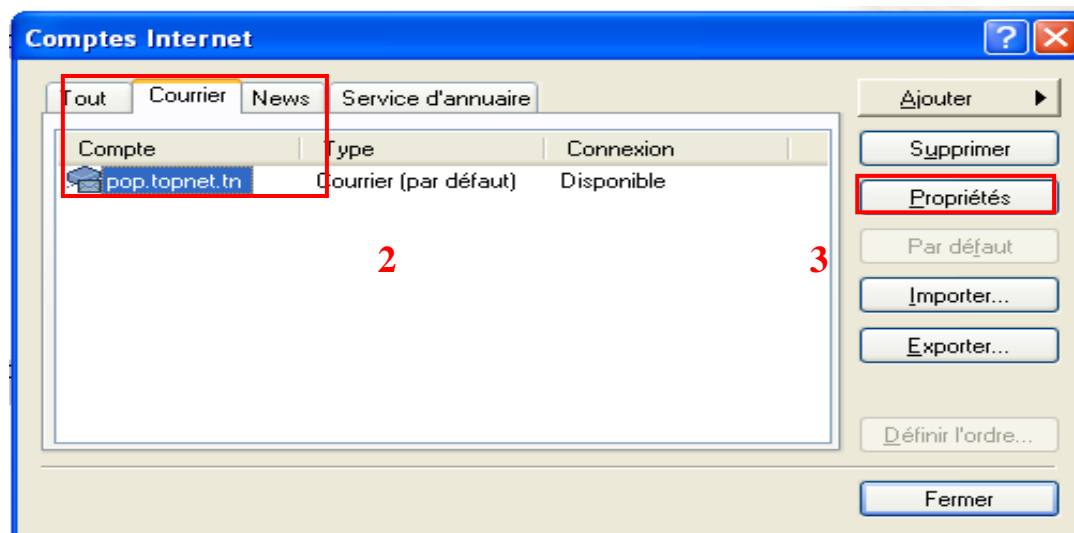 Comptes Internet
Tout Courrier News Service d'annuaire
Ajouter
Compte Type Connexion
Supprimer
pop.topnet.tn Courrier (par défaut) Disponible
Propriétés
2 3
Par défaut
Importer...
Exporter...
Définir l'ordre...
Fermer